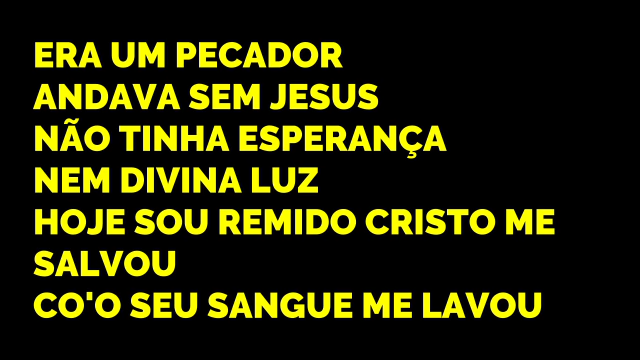 ERA UM PECADOR
ANDAVA SEM JESUS
NÃO TINHA ESPERANÇA
NEM DIVINA LUZ
HOJE SOU REMIDO CRISTO ME
SALVOU
CO'O SEU SANGUE ME LAVOU